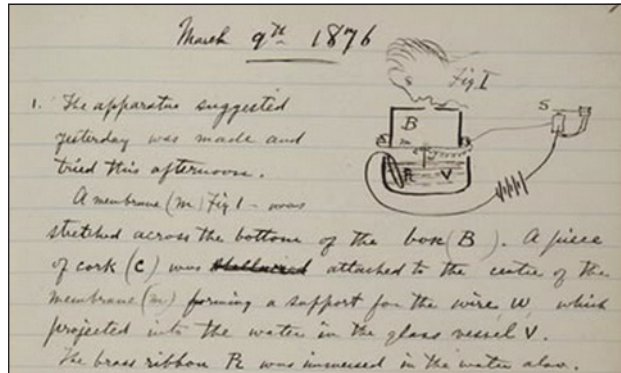 March 9th 1876
Fig I
1. The apparatus suggested
yesterday was made and
tried this afternoon.
A membrane (m) Fig 1 - was
stretched across the bottom of the box (B). A piece
of cork (C) was attached to the centre of the
membrane (m) forming a support for the wire, W, which
projected into the water in the glass vessel V.
The brass ribbon R was immersed in the water also.
B
m
S
R
V